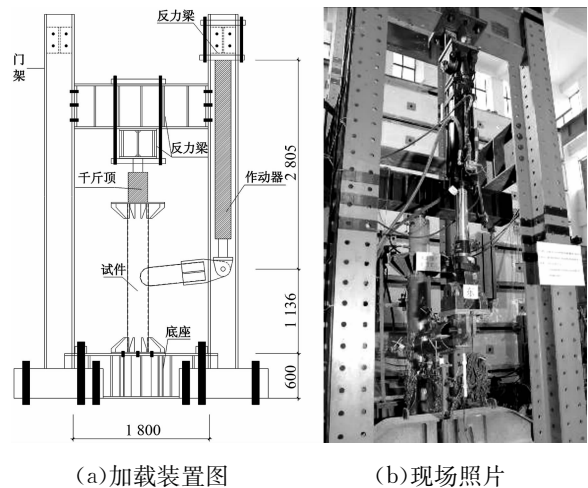 反力梁
门
架
反力梁
千斤顶
作动器
2 805
试件
1 136
底座
600
1 800
东
(a)加载装置图
(b)现场照片